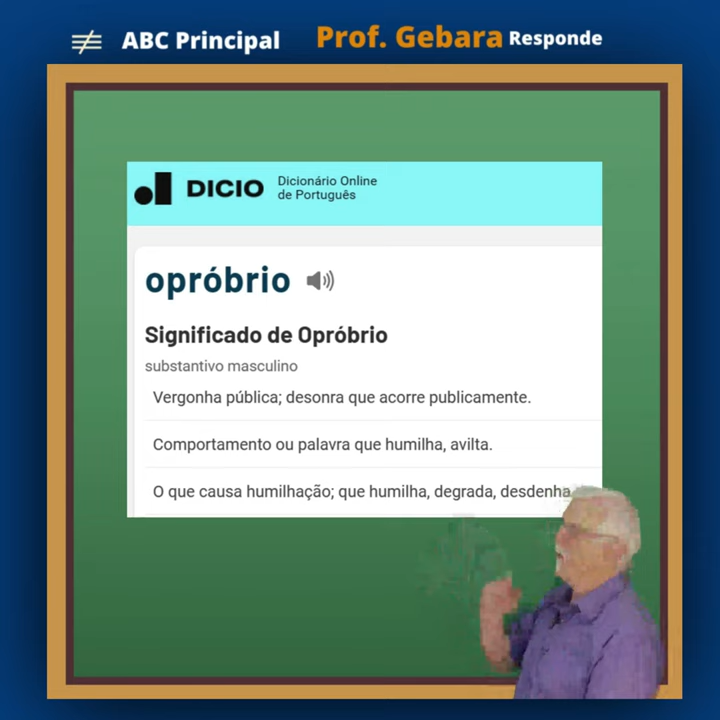 ABC Principal Prof. Gebara Responde
DICIO Dicionário Online
de Português
opróbrio
Significado de Opróbrio
substantivo masculino
Vergonha pública; desonra que acorre publicamente.
Comportamento ou palavra que humilha, avilta.
O que causa humilhação; que humilha, degrada, desdenha